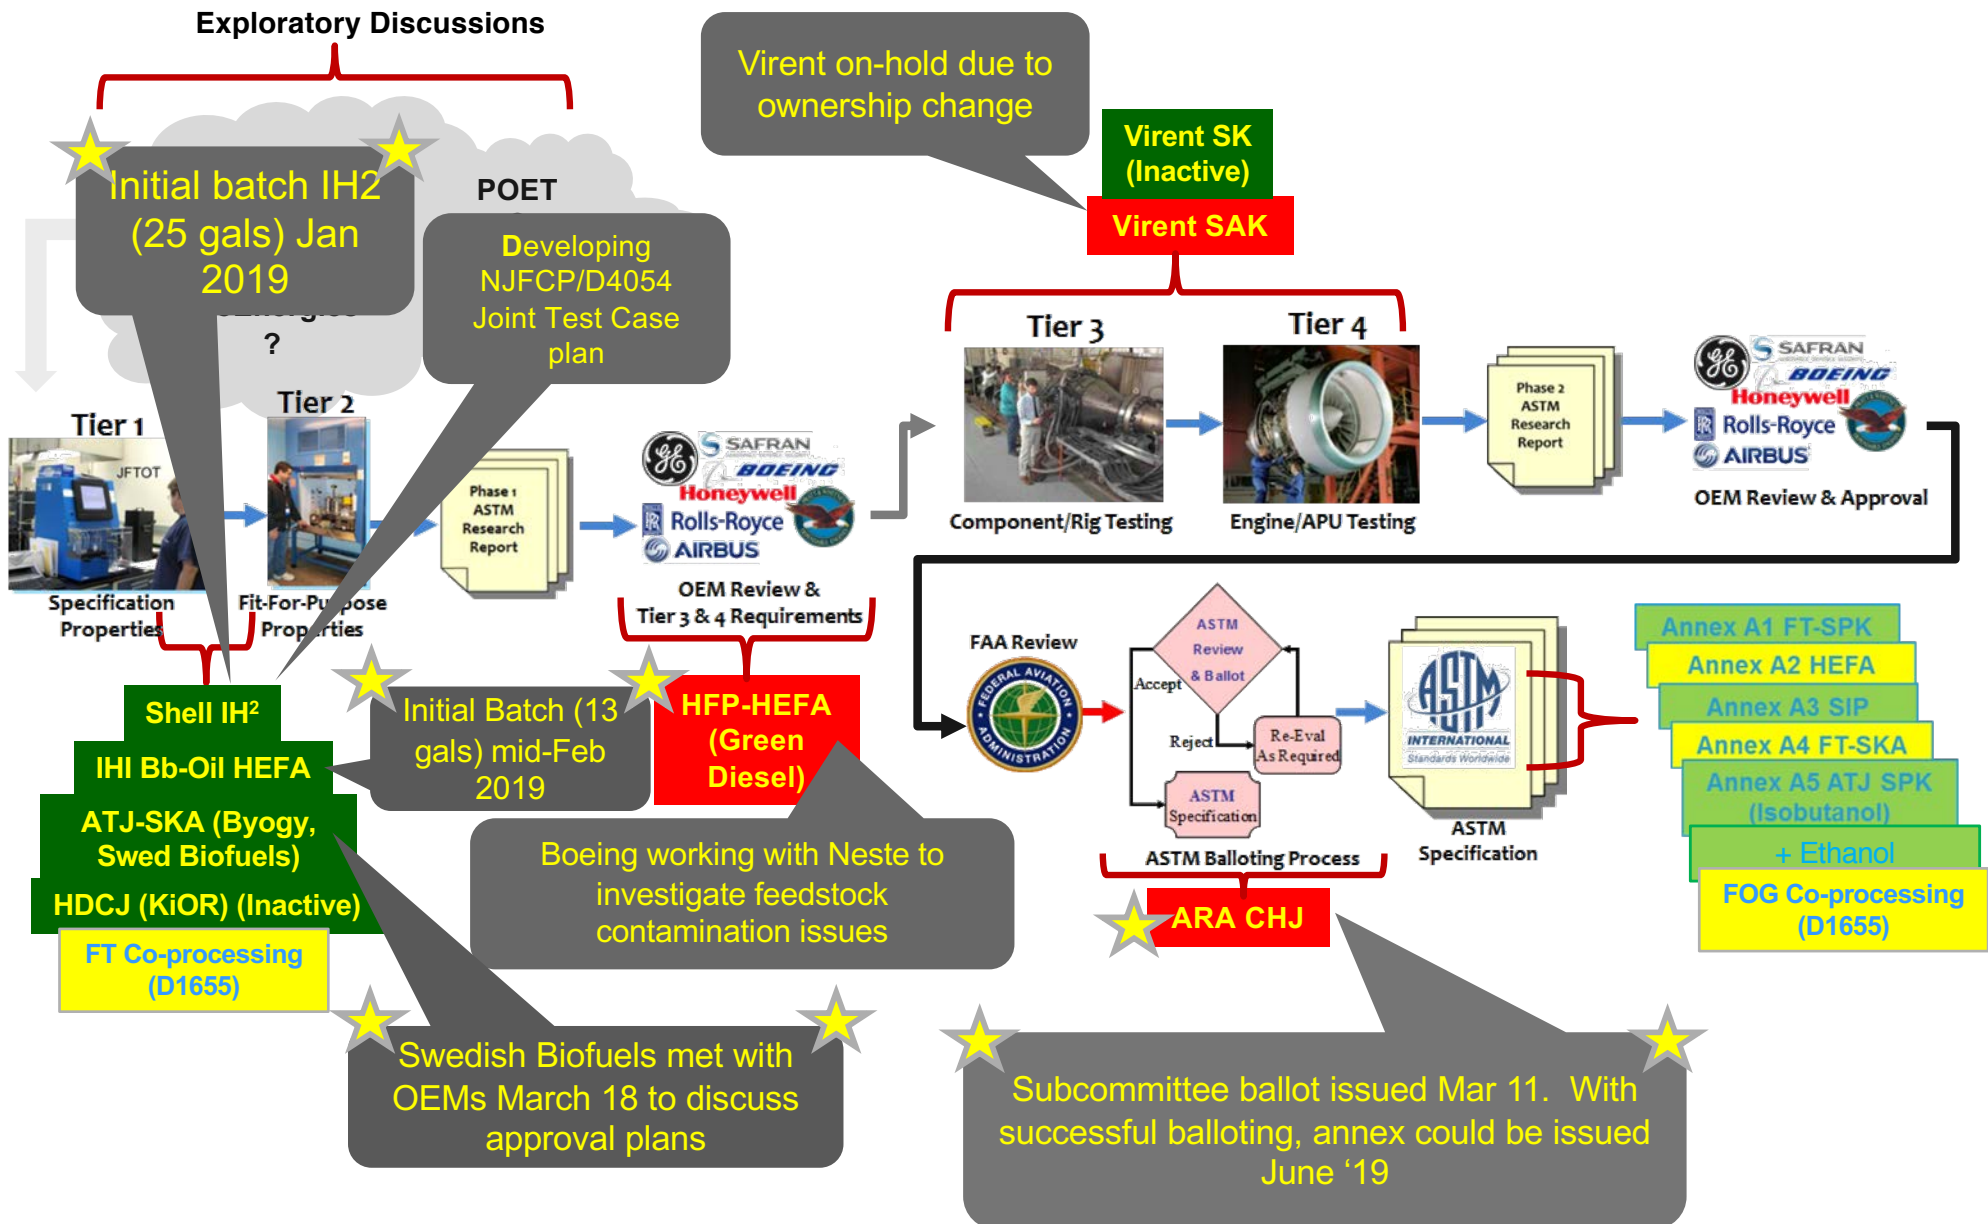 Exploratory Discussions
Initial batch IH2
(25 gals) Jan
2019
POET
?
Developing
NJFCP/D4054
Joint Test Case
plan
Virent on-hold due to
ownership change
Virent SK
(Inactive)
Virent SAK
Tier 1
JFTOT
Specification
Properties
Tier 2
Fit-For-Purpose
Properties
Phase 1
ASTM
Research
Report
GE
SAFRAN
BOEING
Honeywell
Rolls-Royce
AIRBUS
OEM Review &
Tier 3 & 4 Requirements
Tier 3
Component/Rig Testing
Tier 4
Engine/APU Testing
Phase 2
ASTM
Research
Report
GE
SAFRAN
BOEING
Honeywell
Rolls-Royce
AIRBUS
OEM Review & Approval
Shell IH²
IHI Bb-Oil HEFA
ATJ-SKA (Byogy,
Swed Biofuels)
HDCJ (KiOR) (Inactive)
FT Co-processing
(D1655)
Initial Batch (13
gals) mid-Feb
2019
HFP-HEFA
(Green
Diesel)
Boeing working with Neste to
investigate feedstock
contamination issues
Swedish Biofuels met with
OEMs March 18 to discuss
approval plans
FAA Review
FEDERAL AVIATION
ADMINISTRATION
ASTM
Review
& Ballot
Accept
Reject
Re-Eval
As Required
ASTM
Specification
ASTM Balloting Process
ARA CHJ
Subcommittee ballot issued Mar 11.  With
successful balloting, annex could be issued
June ‘19
ASTM
INTERNATIONAL
Standards Worldwide
ASTM
Specification
Annex A1 FT-SPK
Annex A2 HEFA
Annex A3 SIP
Annex A4 FT-SKA
Annex A5 ATJ SPK
(Isobutanol)
+ Ethanol
FOG Co-processing
(D1655)